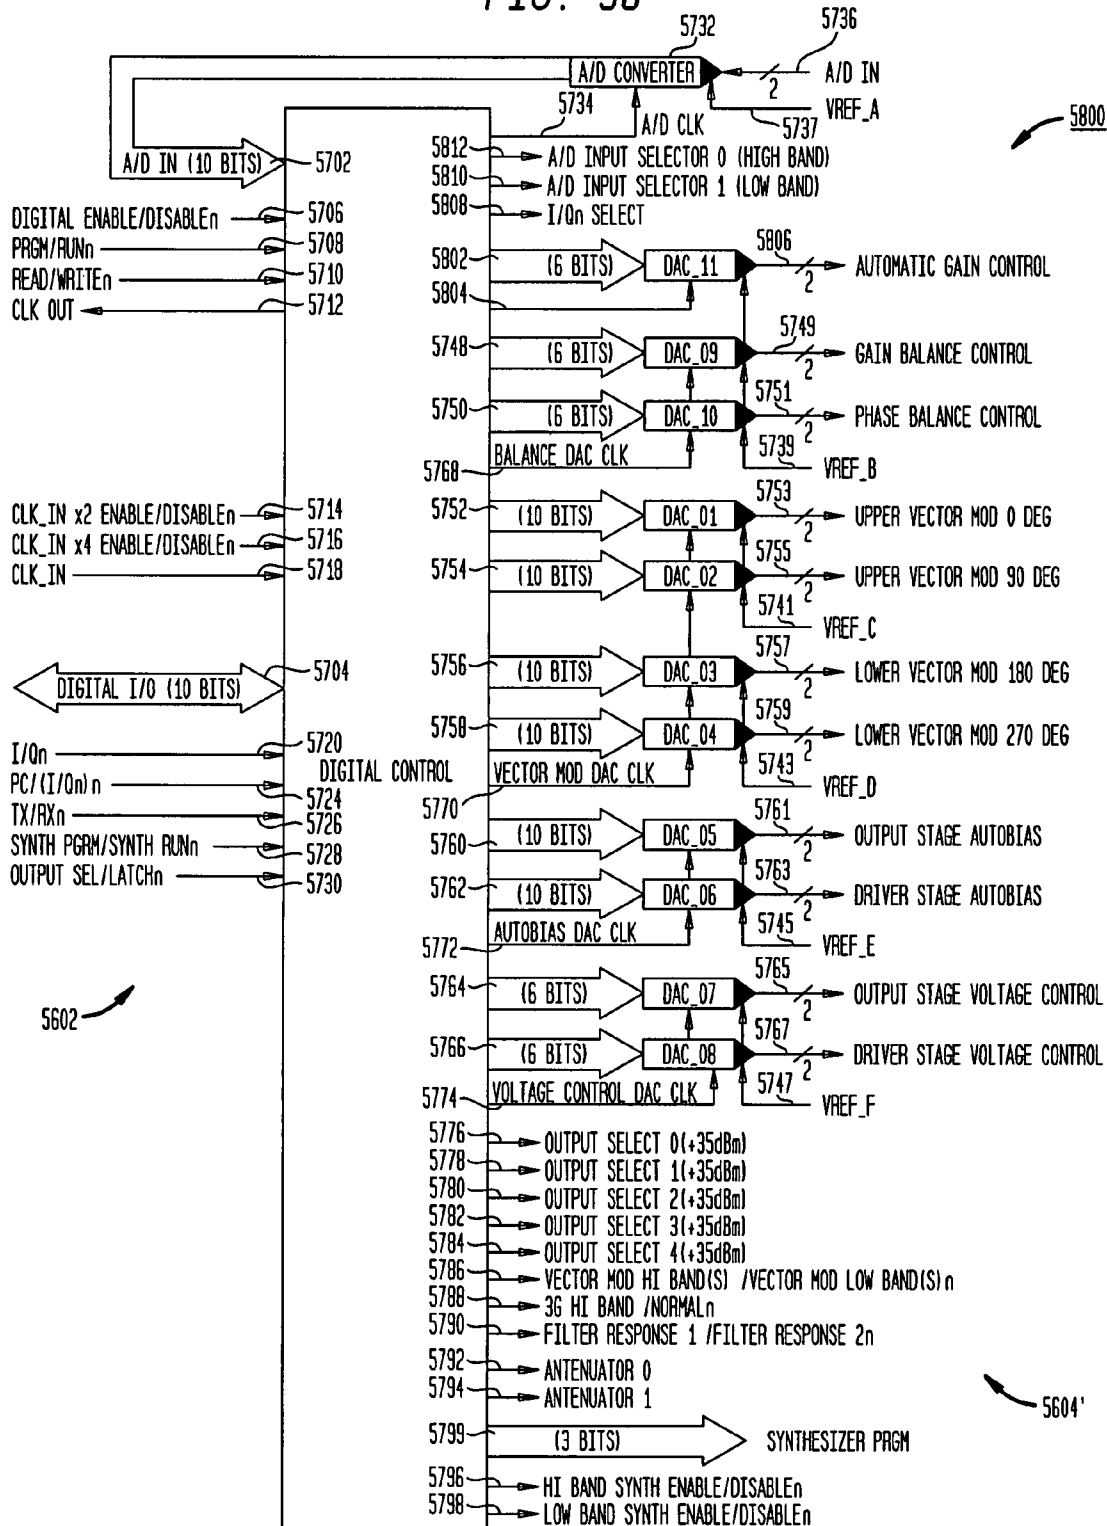 FIG. 58
5732
5736
A/D CONVERTER
A/D IN
2
VREF_A
5734
A/D CLK
5737
5800
A/D IN (10 BITS)
5702
5812
A/D INPUT SELECTOR 0 (HIGH BAND)
5810
A/D INPUT SELECTOR 1 (LOW BAND)
5808
I/Qn SELECT
DIGITAL ENABLE/DISABLEn
5706
PRGM/RUNn
5708
READ/WRITEn
5710
CLK OUT
5712
5802
(6 BITS)
DAC_11
5806
2
AUTOMATIC GAIN CONTROL
5804
5748
(6 BITS)
DAC_09
5749
2
GAIN BALANCE CONTROL
5750
(6 BITS)
DAC_10
5751
2
PHASE BALANCE CONTROL
BALANCE DAC CLK
5768
5739
VREF_B
CLK_IN x2 ENABLE/DISABLEn
5714
CLK_IN x4 ENABLE/DISABLEn
5716
CLK_IN
5718
5752
(10 BITS)
DAC_01
5753
2
UPPER VECTOR MOD 0 DEG
5754
(10 BITS)
DAC_02
5755
2
UPPER VECTOR MOD 90 DEG
5741
VREF_C
DIGITAL I/O (10 BITS)
5704
5756
(10 BITS)
DAC_03
5757
2
LOWER VECTOR MOD 180 DEG
5758
(10 BITS)
DAC_04
5759
2
LOWER VECTOR MOD 270 DEG
I/Qn
5720
DIGITAL CONTROL
VECTOR MOD DAC CLK
5770
5743
VREF_D
PC/(I/Qn)n
5724
TX/RXn
5726
SYNTH PGRM/SYNTH RUNn
5728
OUTPUT SEL/LATCHn
5730
5760
(10 BITS)
DAC_05
5761
2
OUTPUT STAGE AUTOBIAS
5762
(10 BITS)
DAC_06
5763
2
DRIVER STAGE AUTOBIAS
AUTOBIAS DAC CLK
5772
5745
VREF_E
5602
5764
(6 BITS)
DAC_07
5765
2
OUTPUT STAGE VOLTAGE CONTROL
5766
(6 BITS)
DAC_08
5767
2
DRIVER STAGE VOLTAGE CONTROL
5774
VOLTAGE CONTROL DAC CLK
5747
VREF_F
5776
OUTPUT SELECT 0(+35dBm)
5778
OUTPUT SELECT 1(+35dBm)
5780
OUTPUT SELECT 2(+35dBm)
5782
OUTPUT SELECT 3(+35dBm)
5784
OUTPUT SELECT 4(+35dBm)
5786
VECTOR MOD HI BAND(S) /VECTOR MOD LOW BAND(S)n
5788
3G HI BAND /NORMALn
5790
FILTER RESPONSE 1 /FILTER RESPONSE 2n
5792
ANTENUATOR 0
5794
ANTENUATOR 1
5604'
5799
(3 BITS)
SYNTHESIZER PRGM
5796
HI BAND SYNTH ENABLE/DISABLEn
5798
LOW BAND SYNTH ENABLE/DISABLEn